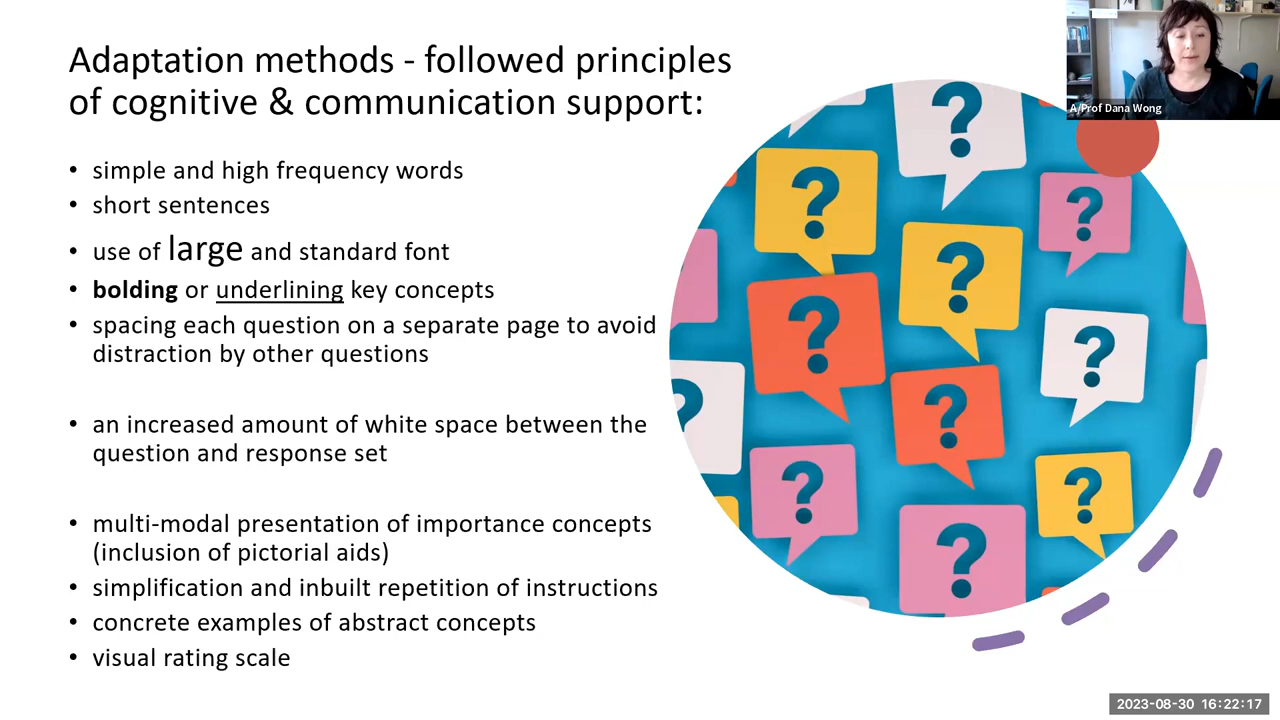 Adaptation methods - followed principles
of cognitive & communication support:
• simple and high frequency words
• short sentences
• use of large and standard font
• bolding or underlining key concepts
• spacing each question on a separate page to avoid
distraction by other questions
• an increased amount of white space between the
question and response set
• multi-modal presentation of importance concepts
(inclusion of pictorial aids)
• simplification and inbuilt repetition of instructions
• concrete examples of abstract concepts
• visual rating scale
?
?
?
?
?
?
?
?
?
?
?
?
A/Prof Dana Wong
2023-08-30 16:22:17